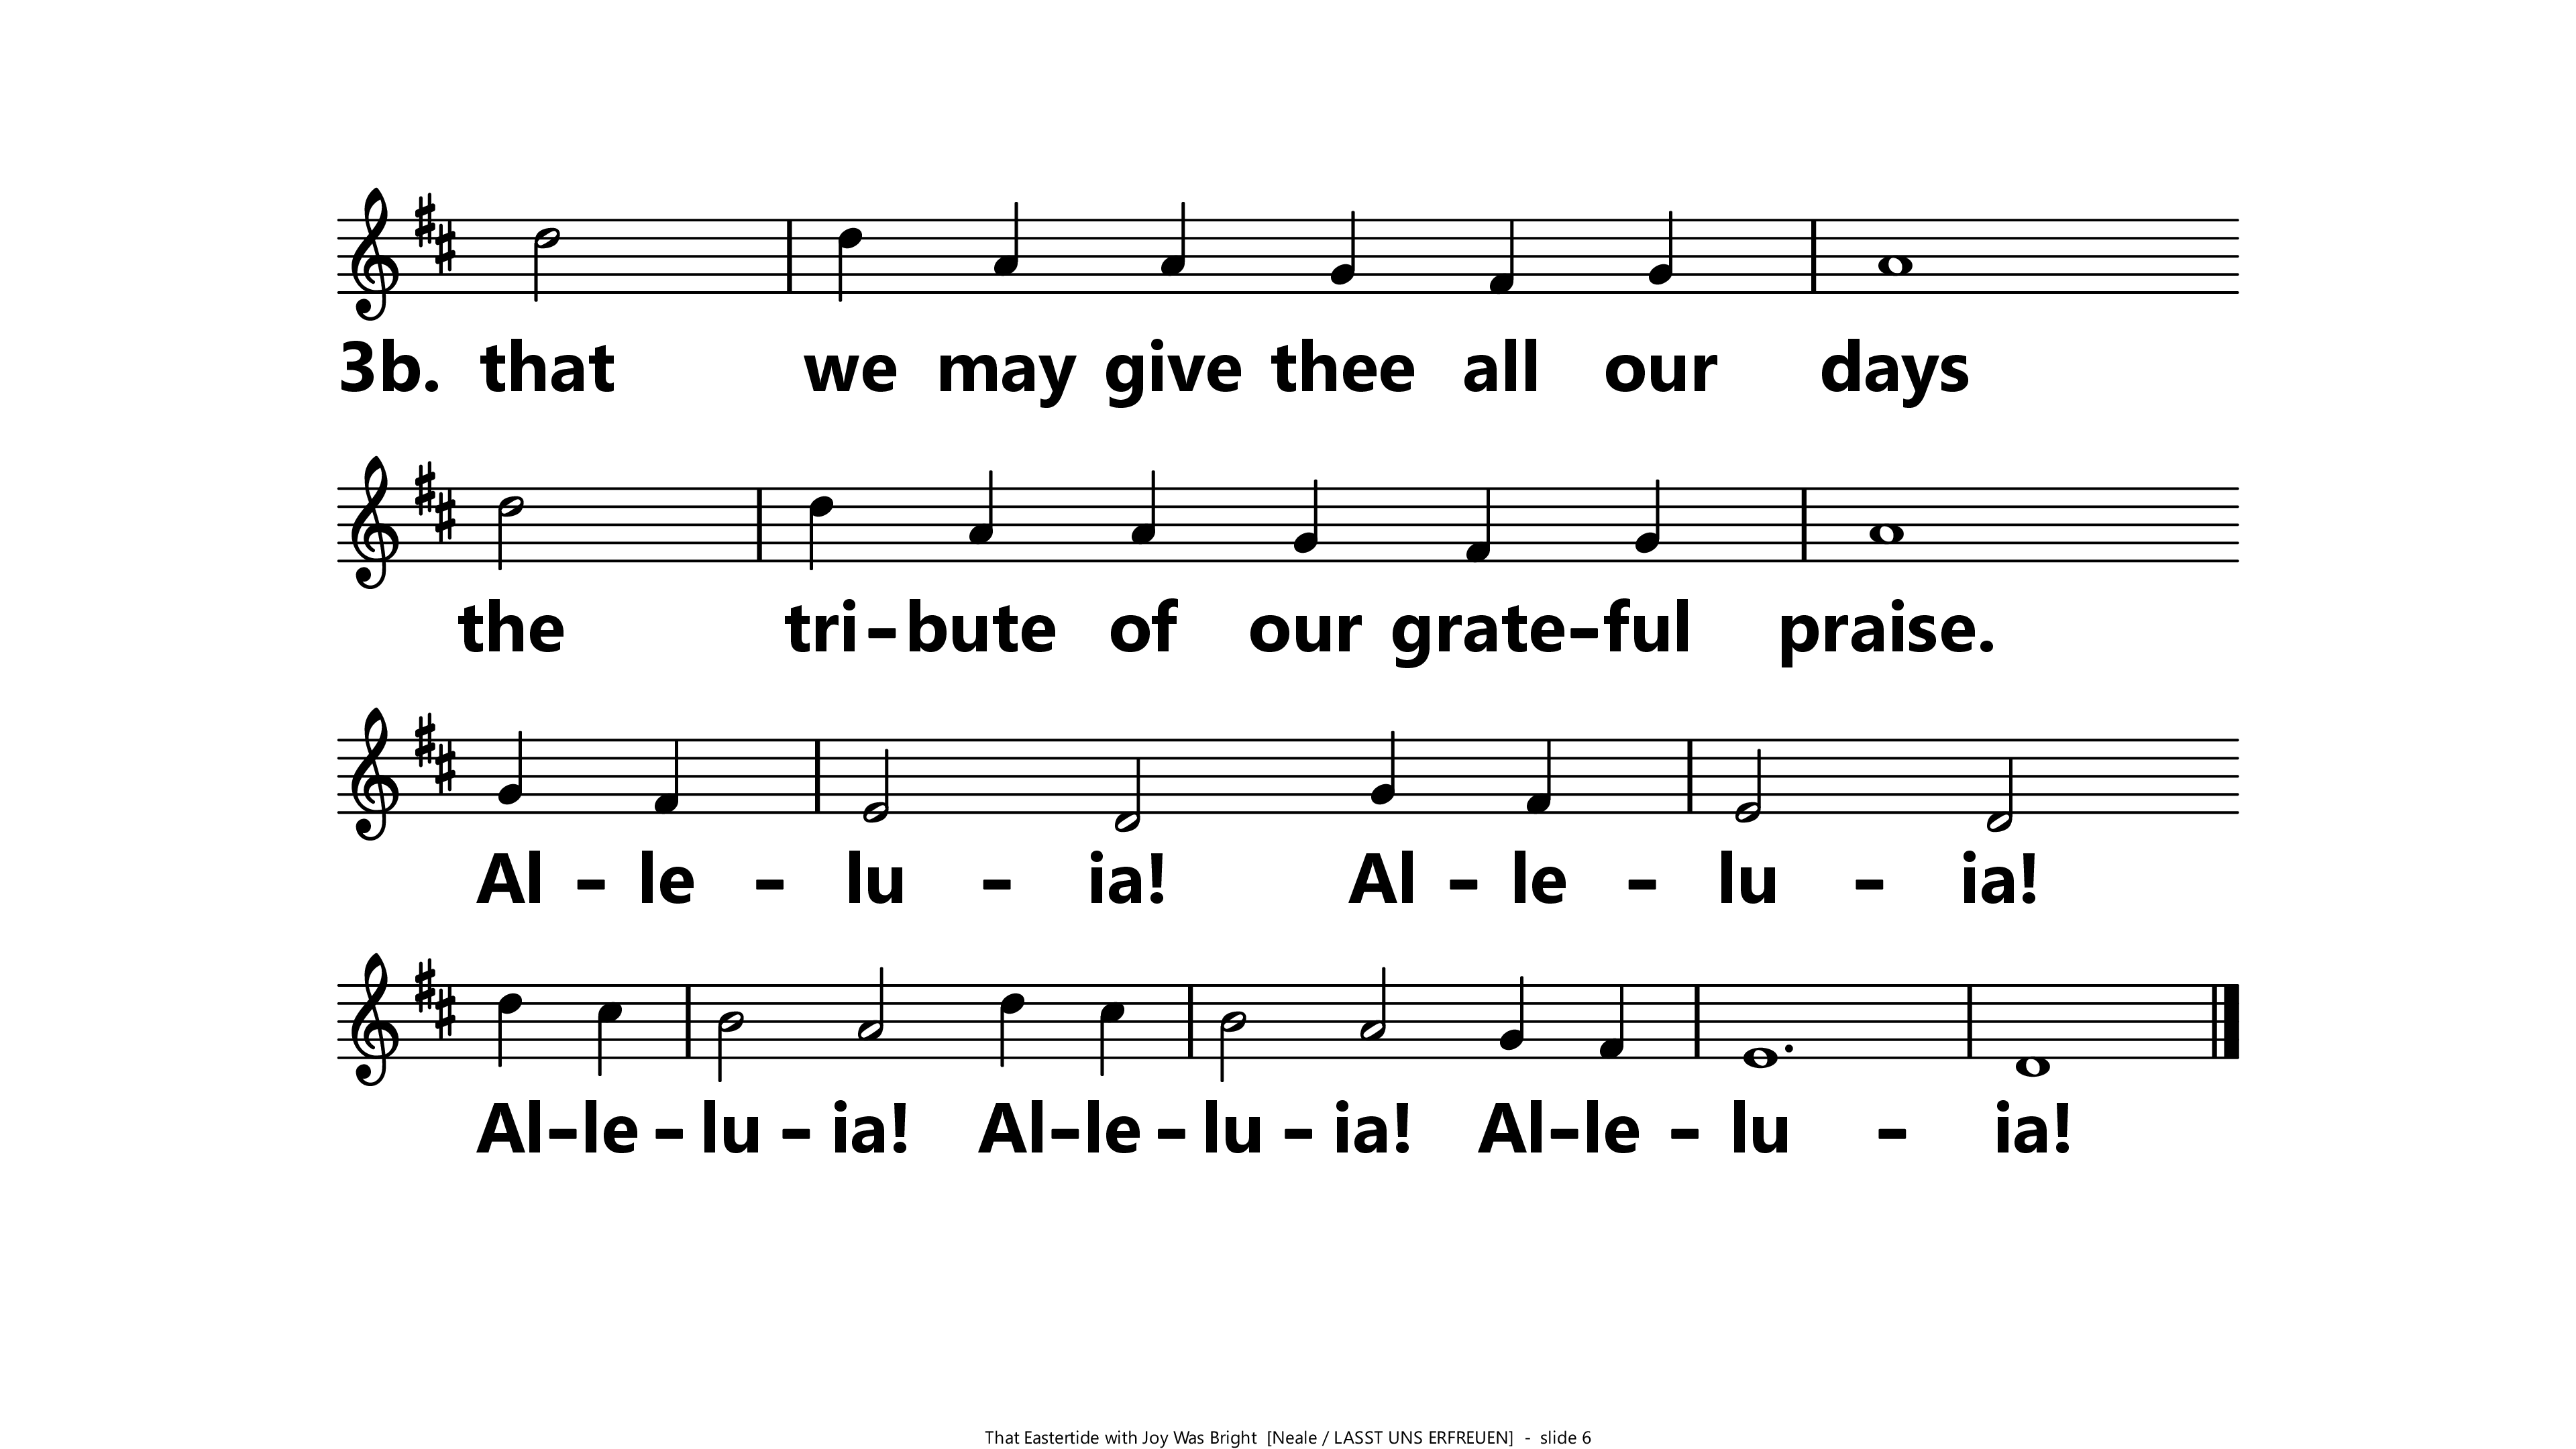 3b. that we may give thee all our days
the tri-bute of our grate-ful praise.
Al - le - lu - ia! Al - le - lu - ia!
Al-le - lu - ia! Al-le - lu - ia! Al-le - lu - ia!
That Eastertide with Joy Was Bright [Neale / LASST UNS ERFREUEN] - slide 6